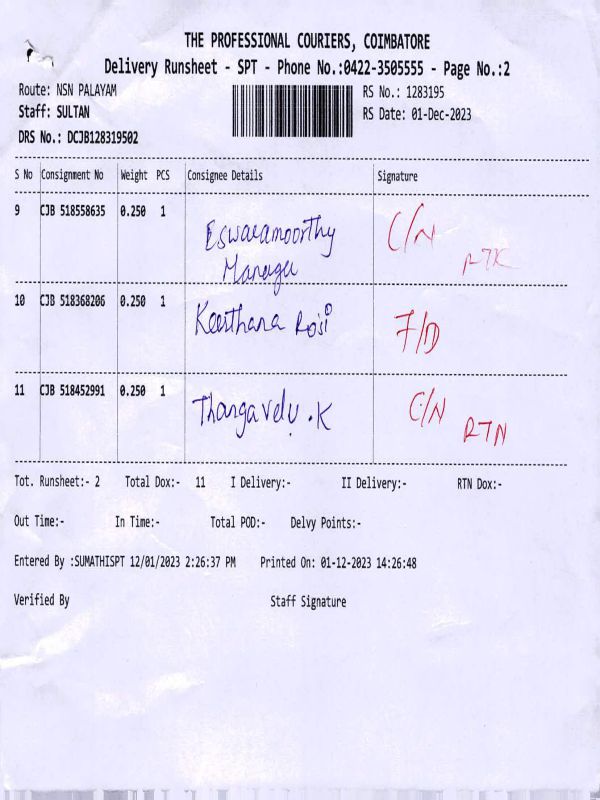 THE PROFESSIONAL COURIERS, COIMBATORE
Delivery Runsheet - SPT - Phone No.:0422-3505555 - Page No.:2
Route: NSN PALAYAM RS No.: 1283195
Staff: SULTAN RS Date: 01-Dec-2023
DRS No.: DCJB128319502
S No Consignment No Weight PCS Consignee Details Signature
9 CJB 518558635 0.250 1 Eswaramoorthy C/N
Manager
10 CJB 518368206 0.250 1 Keerthana Rosi F/D
11 CJB 518452991 0.250 1 Thangavelu.K C/N
RTN
Tot. Runsheet:- 2 Total Dox:- 11 I Delivery:- II Delivery:- RTN Dox:-
Out Time:- In Time:- Total POD:- Delvy Points:-
Entered By :SUMATHISPT 12/01/2023 2:26:37 PM Printed On: 01-12-2023 14:26:48
Verified By Staff Signature